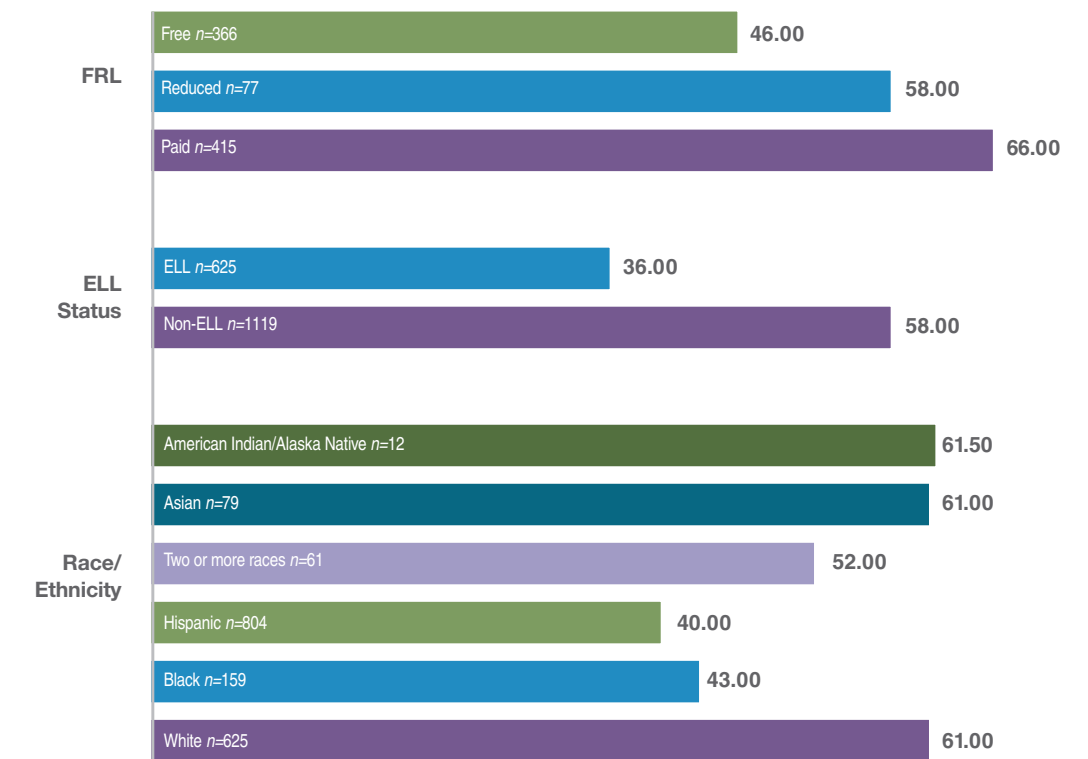 FRL
Free n=366 46.00
Reduced n=77 58.00
Paid n=415 66.00
ELL
Status
ELL n=625 36.00
Non-ELL n=1119 58.00
Race/
Ethnicity
American Indian/Alaska Native n=12 61.50
Asian n=79 61.00
Two or more races n=61 52.00
Hispanic n=804 40.00
Black n=159 43.00
White n=625 61.00